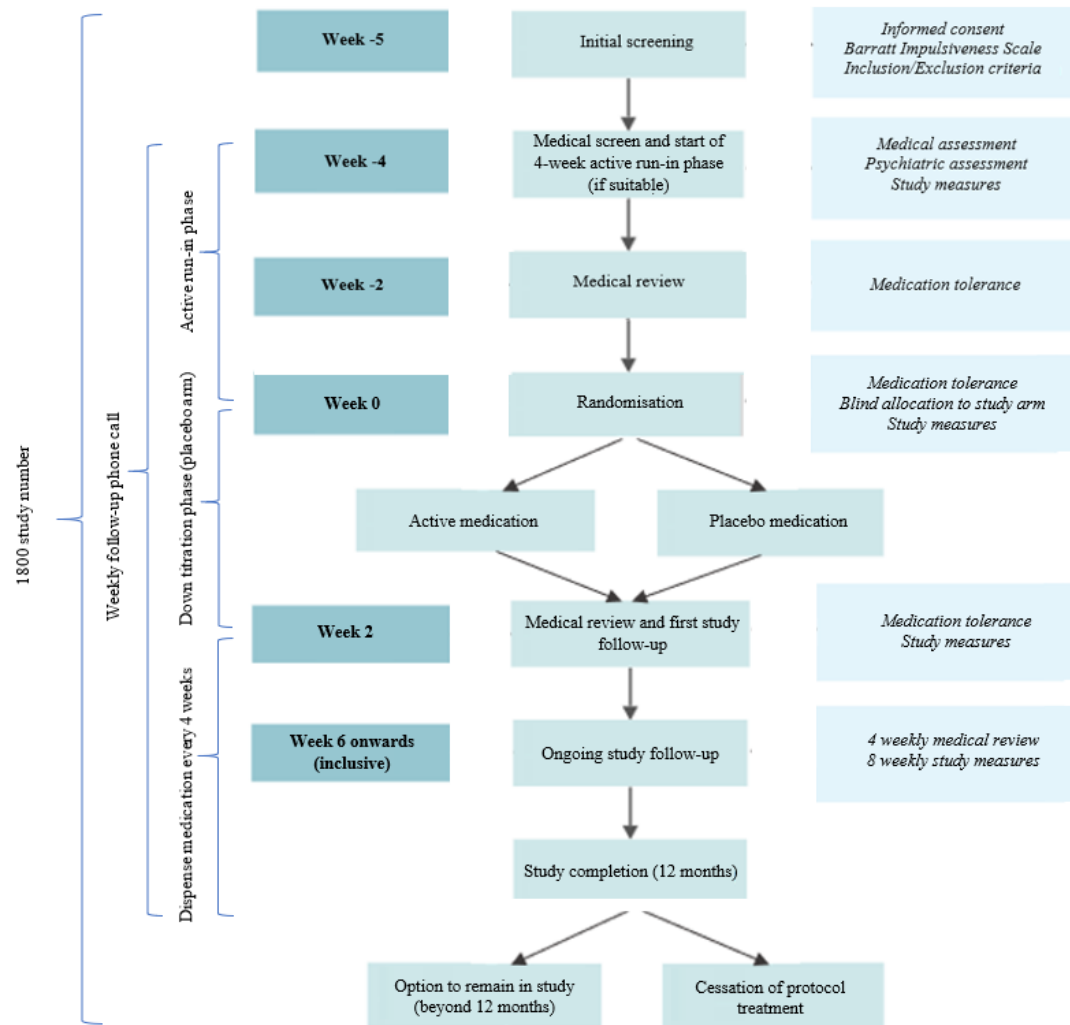 Week -5
Initial screening
Informed consent
Barratt Impulsiveness Scale
Inclusion/Exclusion criteria
Week -4
Medical screen and start of
4-week active run-in phase
(if suitable)
Medical assessment
Psychiatric assessment
Study measures
Week -2
Medical review
Medication tolerance
Week 0
Randomisation
Medication tolerance
Blind allocation to study arm
Study measures
Active medication
Placebo medication
Week 2
Medical review and first study
follow-up
Medication tolerance
Study measures
Week 6 onwards
(inclusive)
Ongoing study follow-up
4 weekly medical review
8 weekly study measures
Study completion (12 months)
Option to remain in study
(beyond 12 months)
Cessation of protocol
treatment
1800 study number
Weekly follow-up phone call
Active run-in phase
Down titration phase (placebo arm)
Dispense medication every 4 weeks